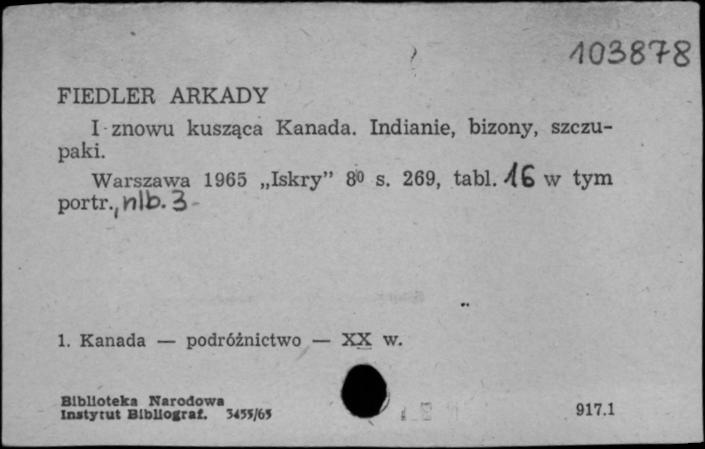 103878
FIEDLER ARKADY
I znowu kusząca Kanada. Indianie, bizony, szczu-
paki.
Warszawa 1965 „Iskry” 8⁰ s. 269, tabl. 16 w tym
portr., nlb. 3
1. Kanada — podróżnictwo — XX w.
Biblioteka Narodowa
Instytut Bibliograf. 3455/65
917.1